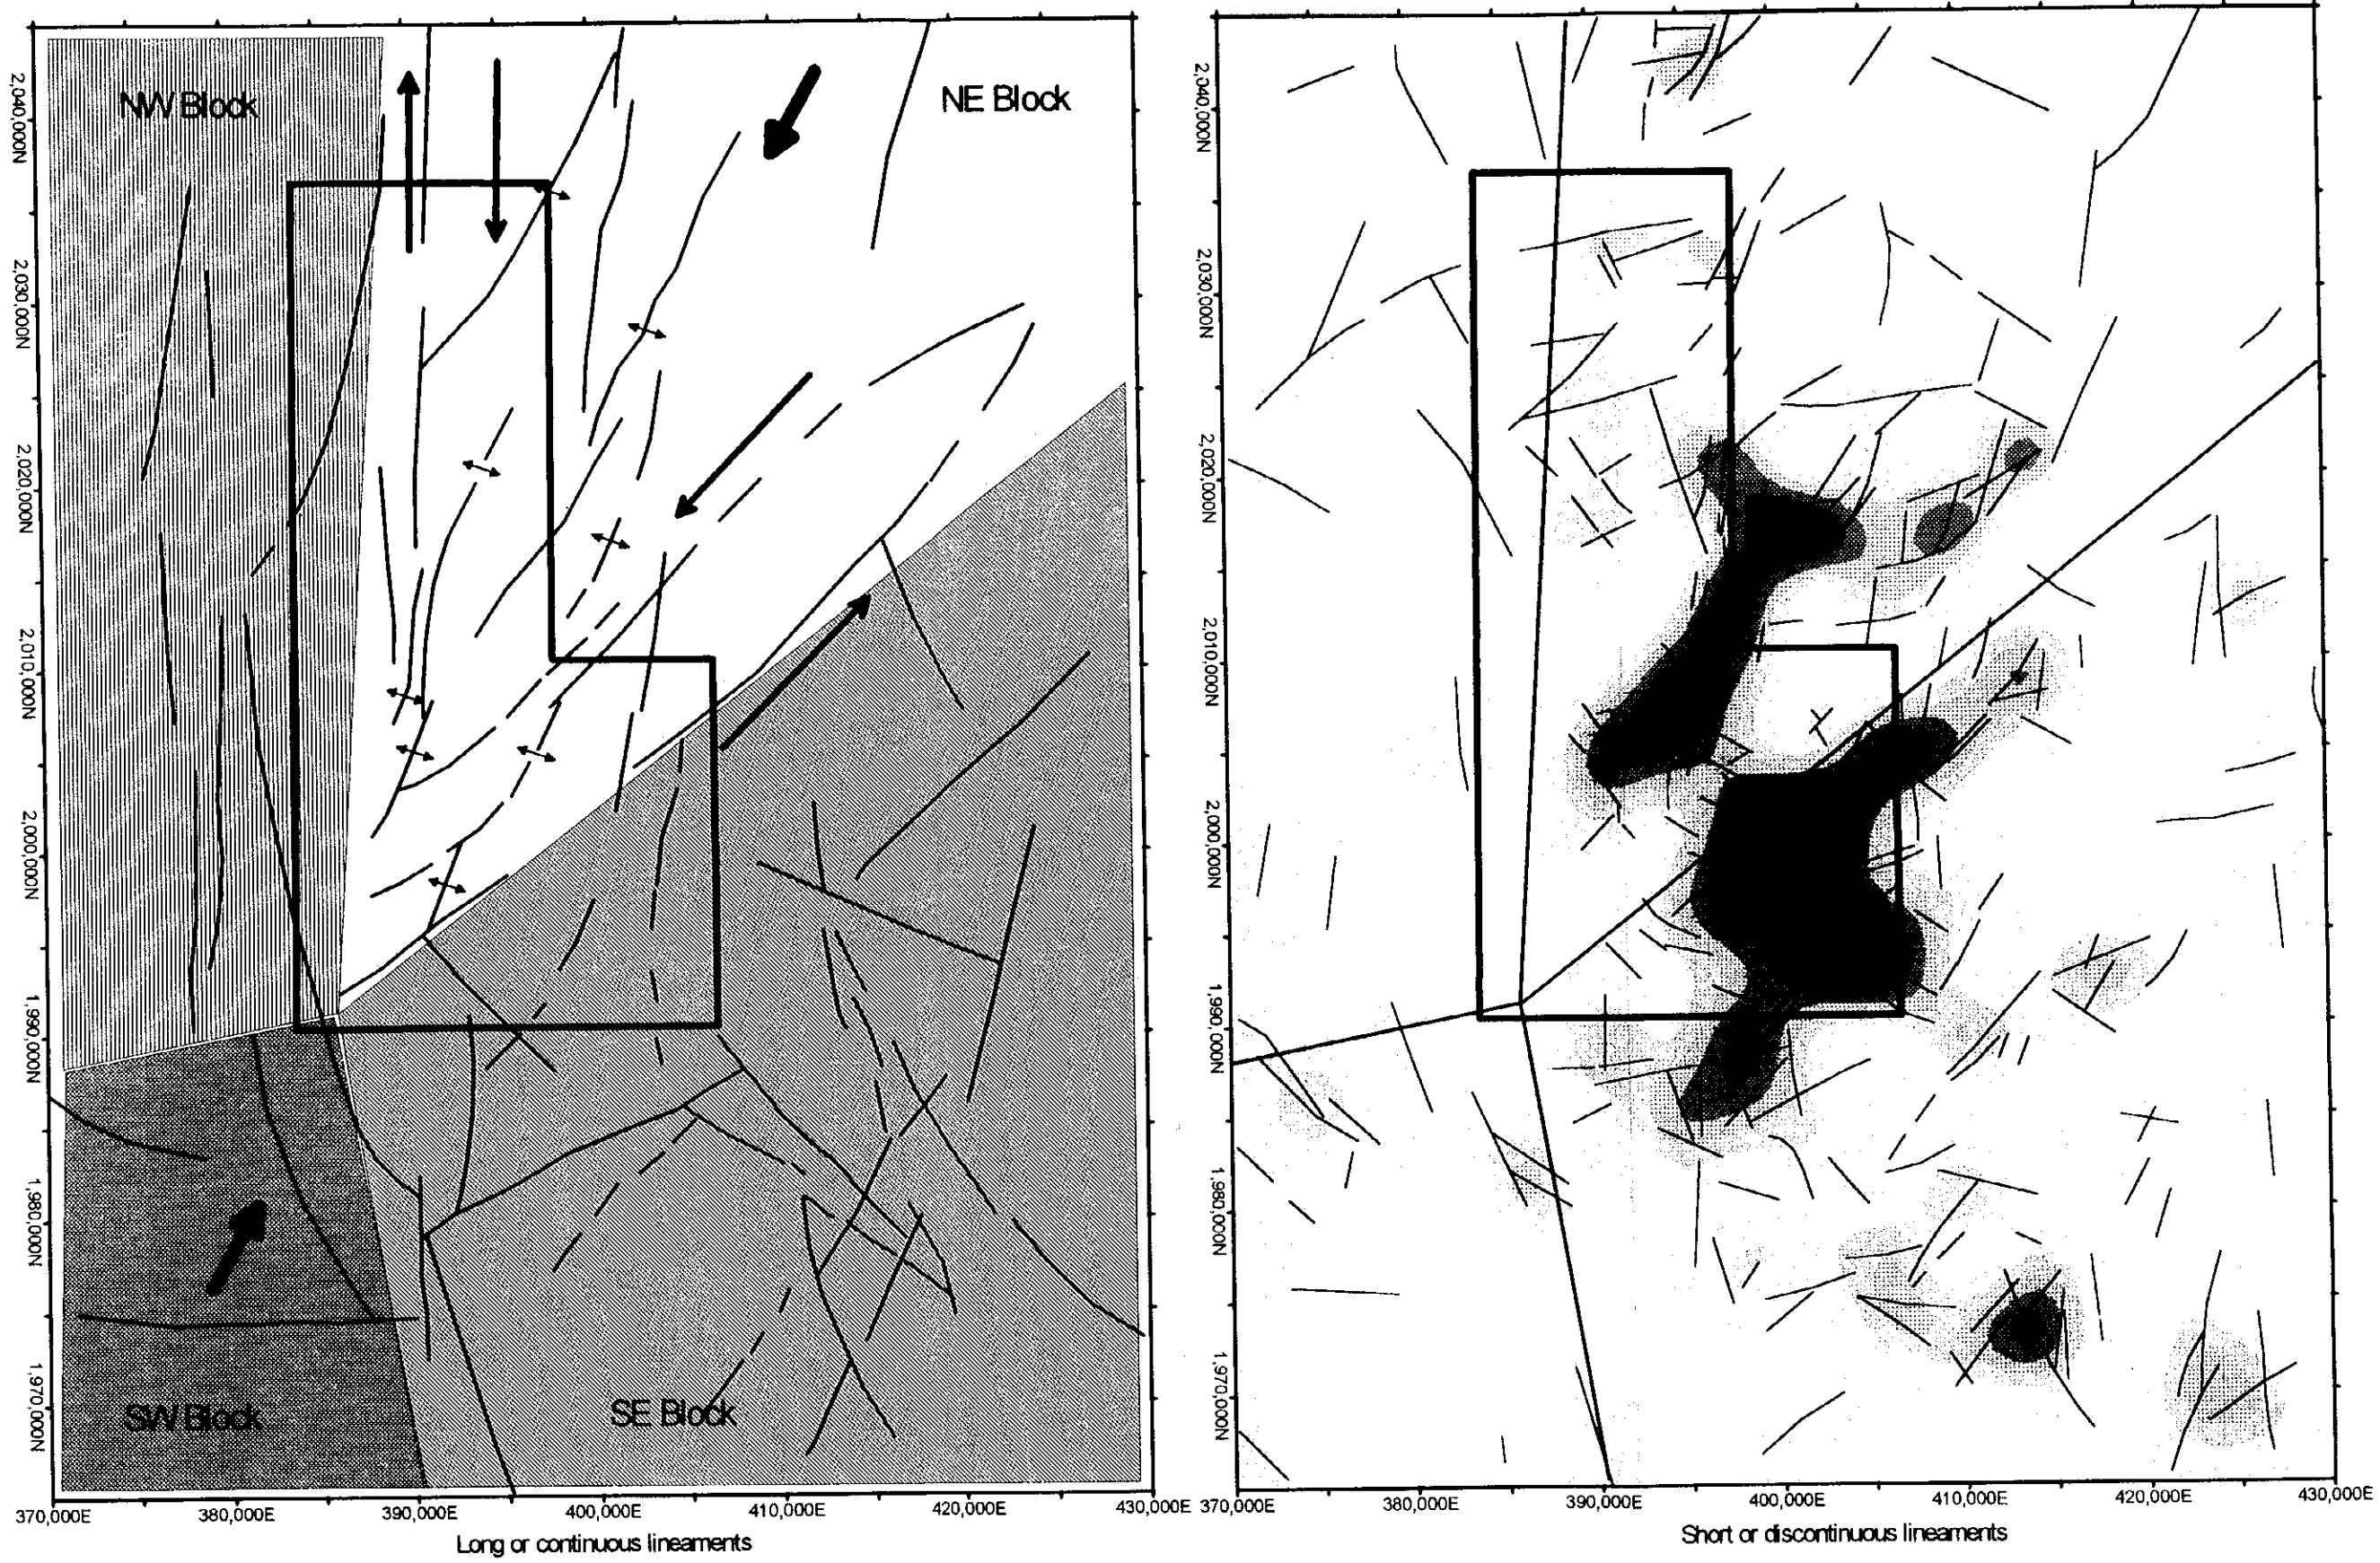 NW Block
NE Block
SW Block
SE Block
2,040,000N
2,030,000N
2,020,000N
2,010,000N
2,000,000N
1,990,000N
1,980,000N
1,970,000N
370,000E
380,000E
390,000E
400,000E
410,000E
420,000E
430,000E
Long or continuous lineaments
2,040,000N
2,030,000N
2,020,000N
2,010,000N
2,000,000N
1,990,000N
1,980,000N
1,970,000N
370,000E
380,000E
390,000E
400,000E
410,000E
420,000E
430,000E
Short or discontinuous lineaments